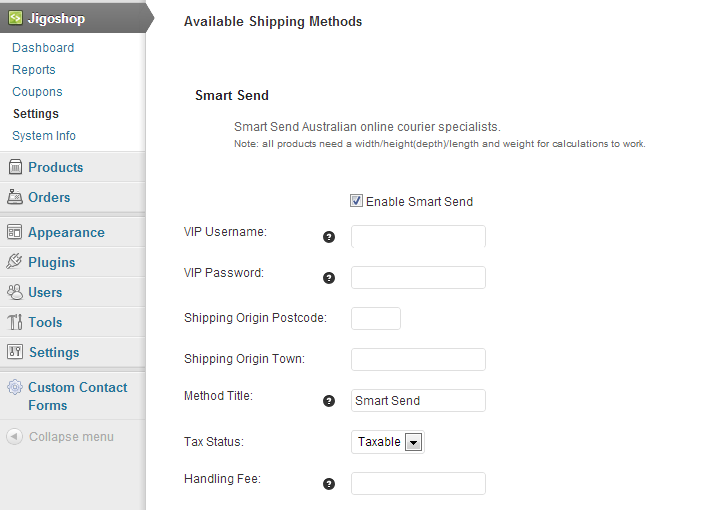 Jigoshop
Dashboard
Reports
Coupons
Settings
System Info
Products
Orders
Appearance
Plugins
Users
Tools
Settings
Custom Contact
Forms
Collapse menu
Available Shipping Methods
Smart Send
Smart Send Australian online courier specialists.
Note: all products need a width/height(depth)/length and weight for calculations to work.
Enable Smart Send
VIP Username: ?
VIP Password: ?
Shipping Origin Postcode:
Shipping Origin Town:
Method Title: ? Smart Send
Tax Status: Taxable
Handling Fee: ?